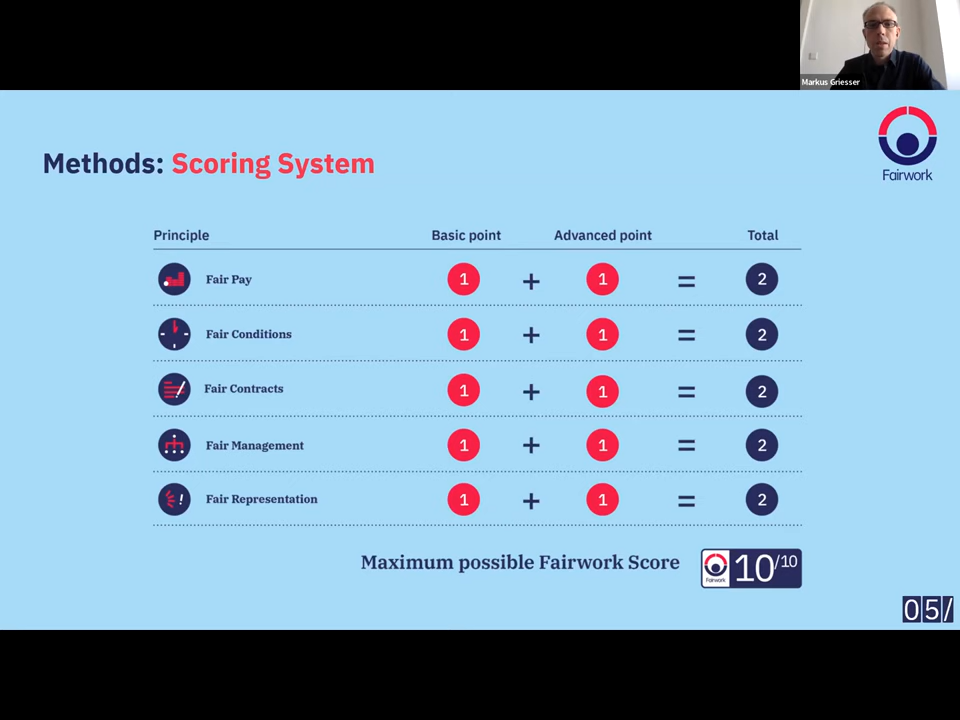 Markus Griesser
Methods: Scoring System
Fairwork
Principle Basic point Advanced point Total
Fair Pay 1 + 1 = 2
Fair Conditions 1 + 1 = 2
Fair Contracts 1 + 1 = 2
Fair Management 1 + 1 = 2
Fair Representation 1 + 1 = 2
Maximum possible Fairwork Score Fairwork 10/10
05/